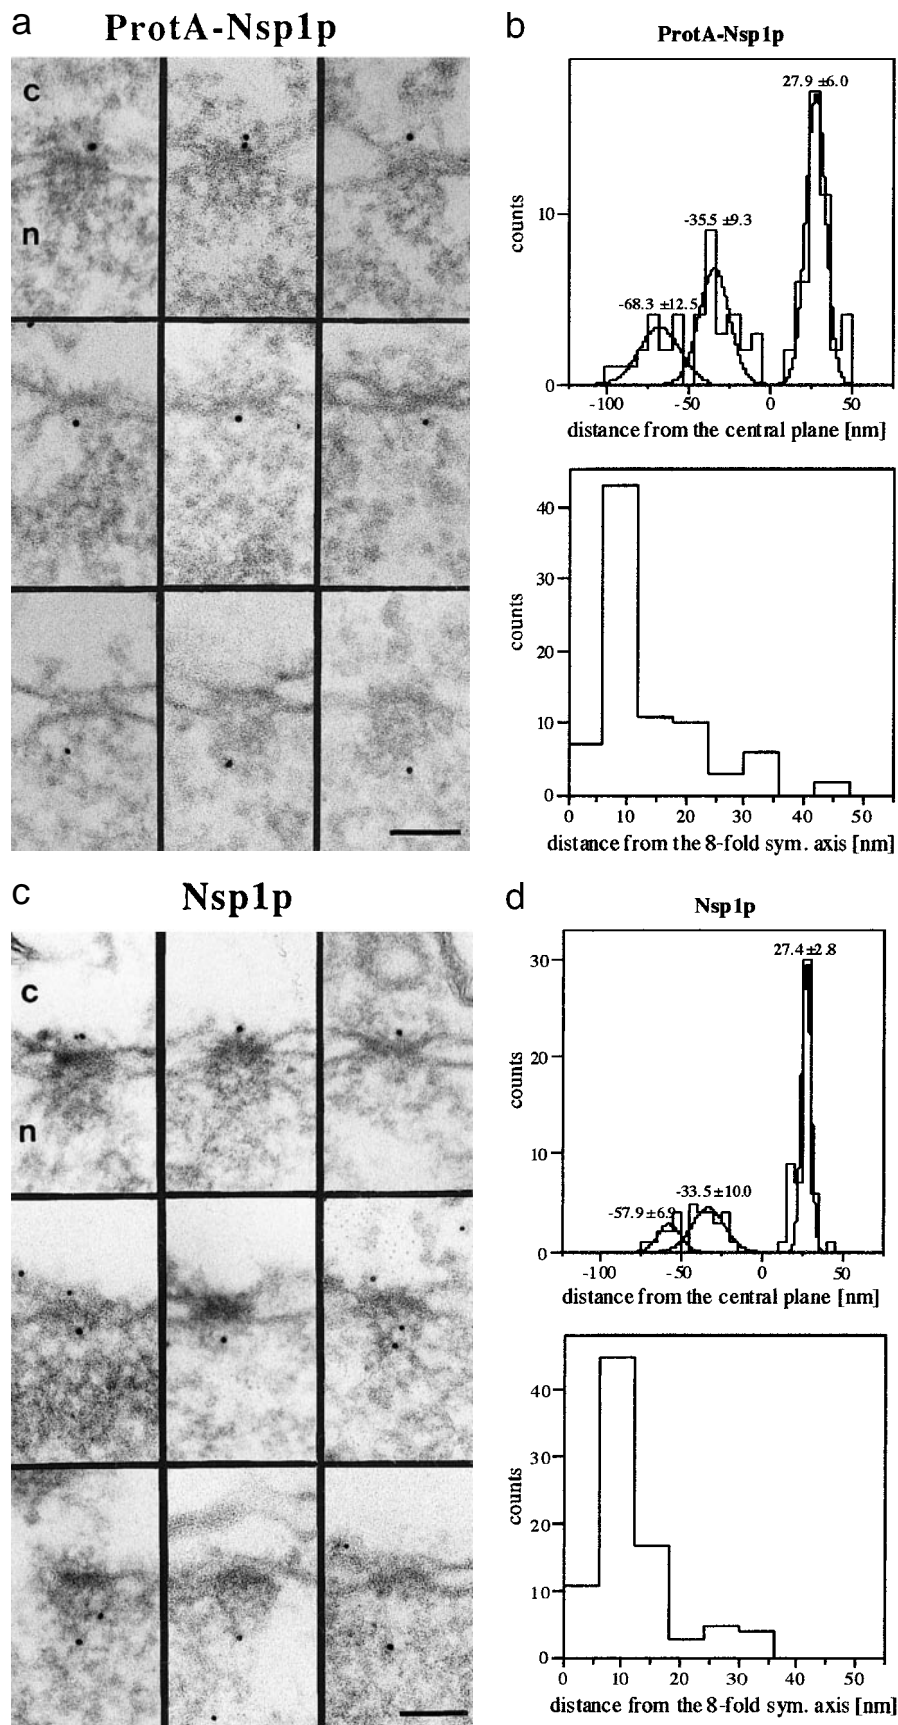 a
ProtA-Nsp1p
c
n
b
ProtA-Nsp1p
27.9 ±6.0
-35.5 ±9.3
-68.3 ±12.5
counts
10
0
-100
-50
0
50
distance from the central plane [nm]
counts
40
30
20
10
0
0
10
20
30
40
50
distance from the 8-fold sym. axis [nm]
c
Nsp1p
c
n
d
Nsp1p
27.4 ±2.8
-33.5 ±10.0
-57.9 ±6.9
counts
30
20
10
0
-100
-50
0
50
distance from the central plane [nm]
counts
40
30
20
10
0
0
10
20
30
40
50
distance from the 8-fold sym. axis [nm]